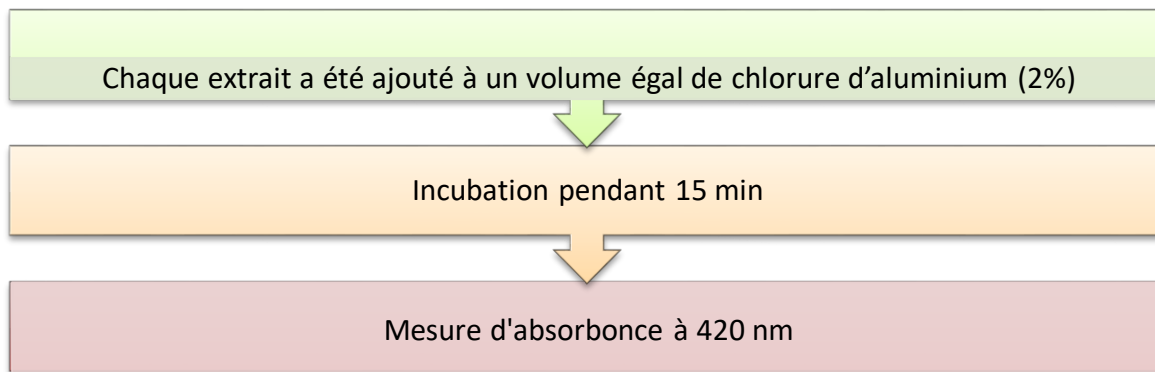 Chaque extrait a été ajouté à un volume égal de chlorure d’aluminium (2%)
Incubation pendant 15 min
Mesure d'absorbonce à 420 nm